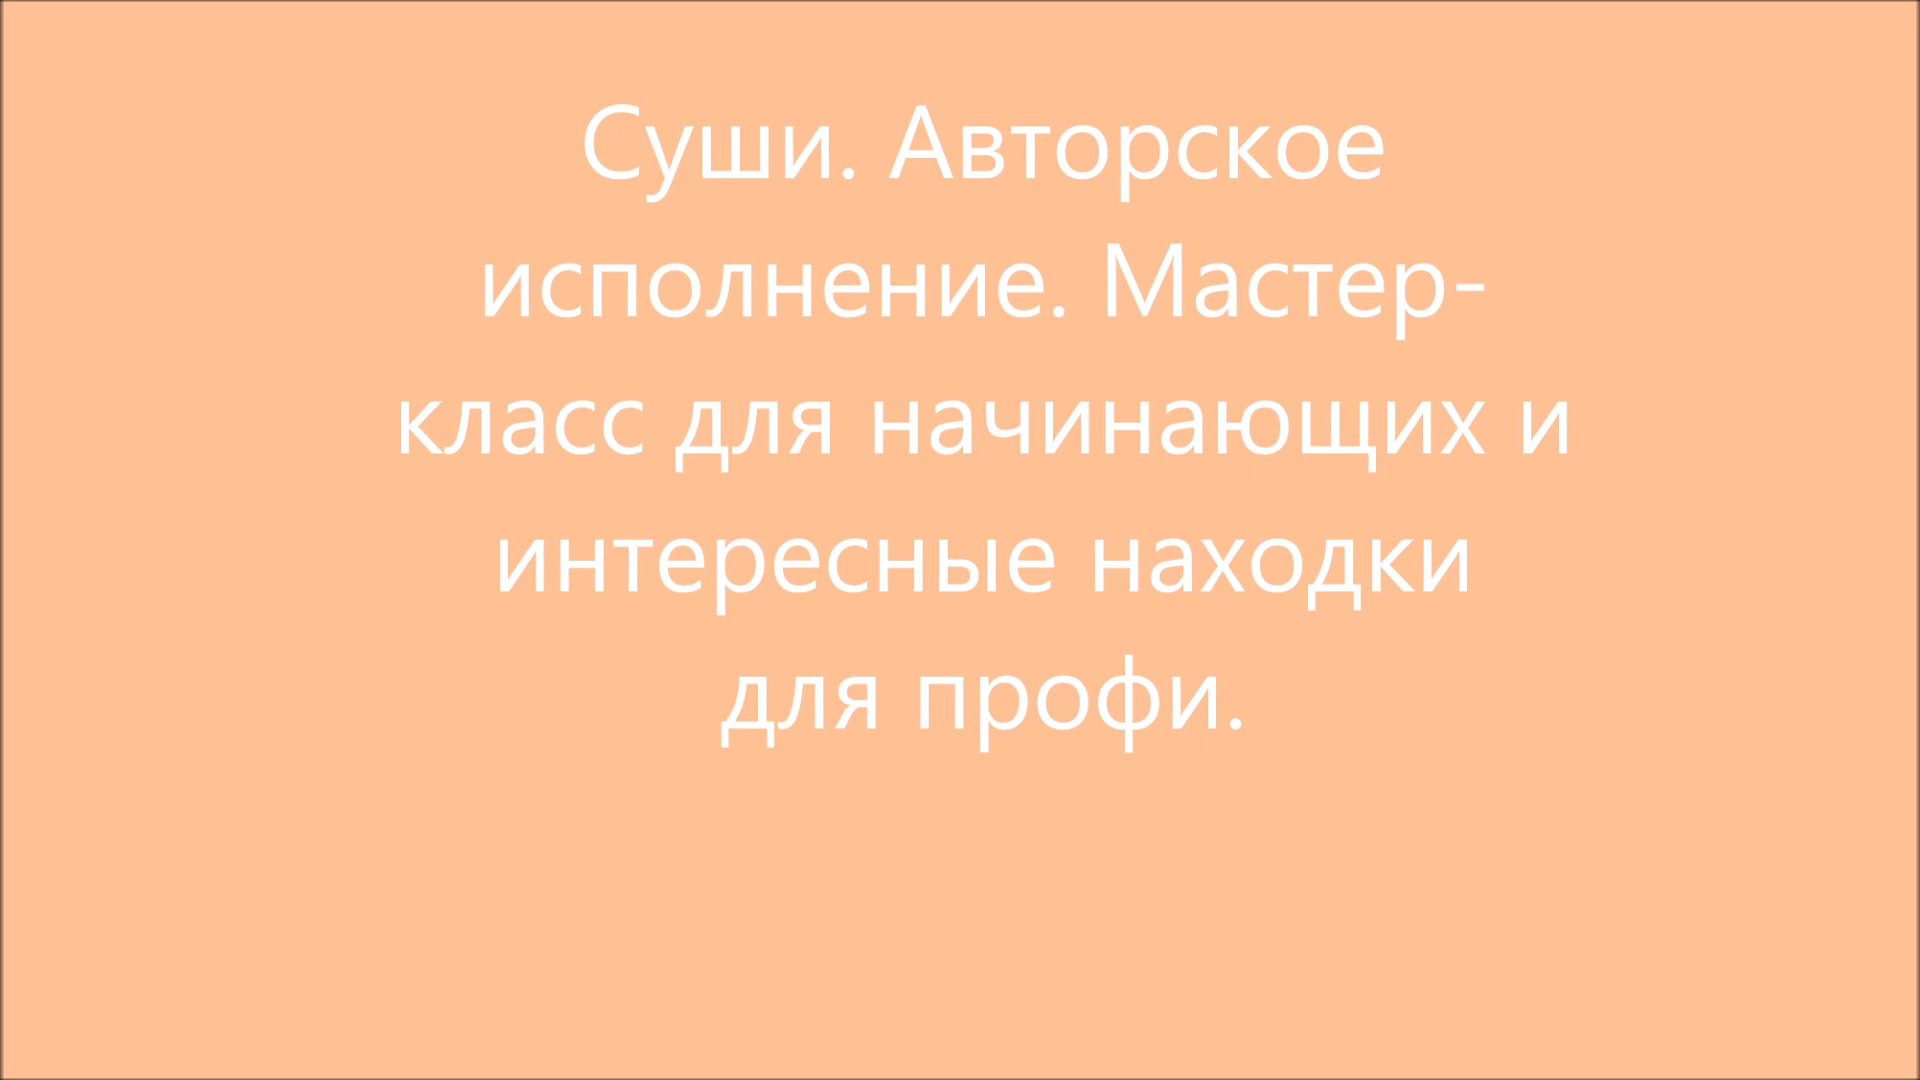 Суши. Авторское
исполнение. Мастер-
класс для начинающих и
интересные находки
для профи.